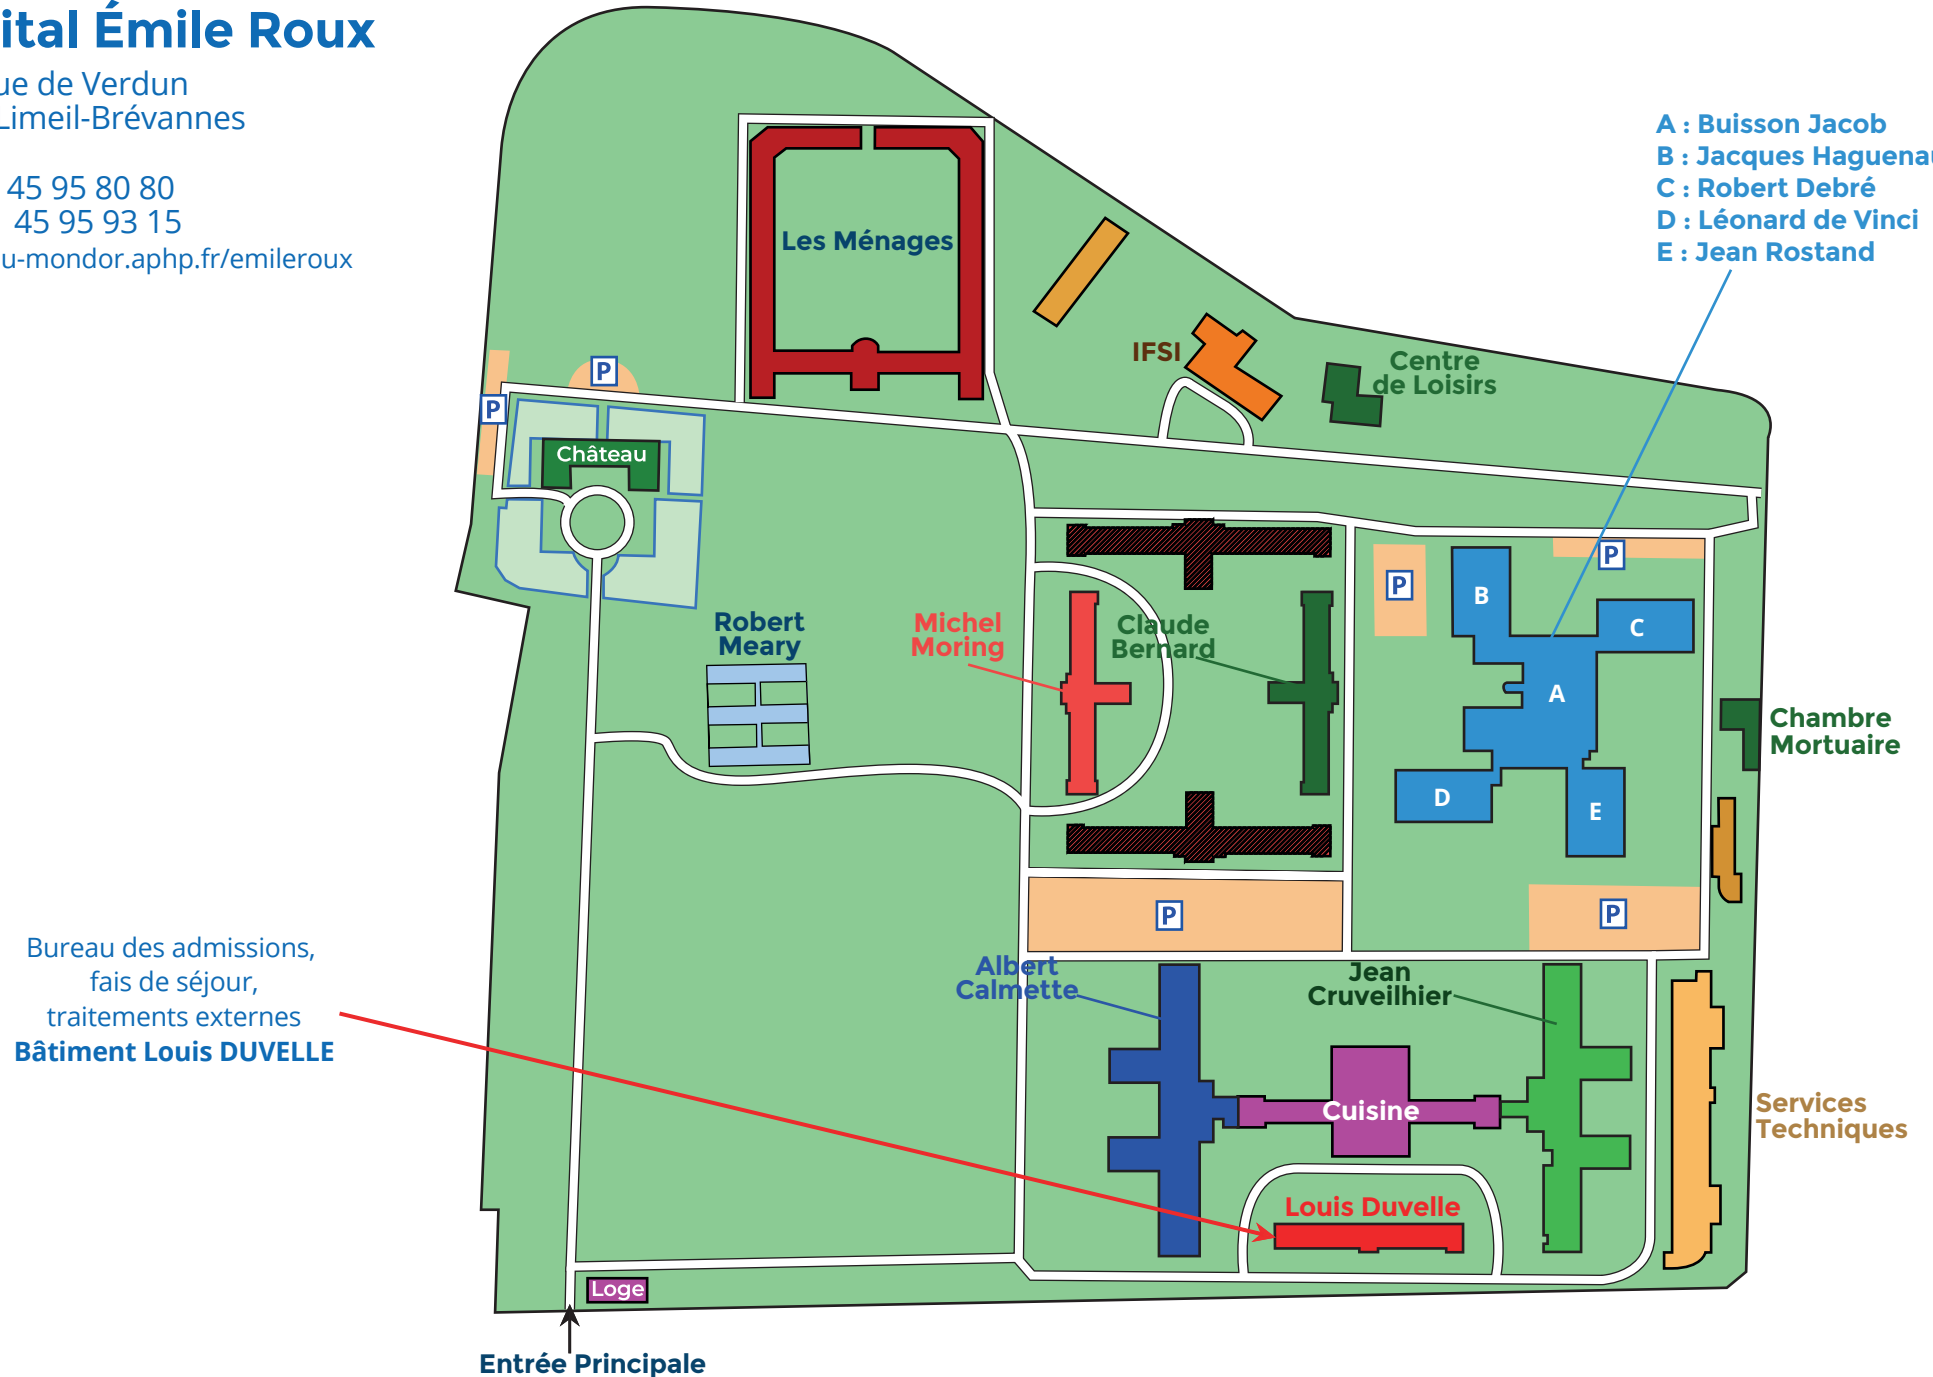 ital Émile Roux
ue de Verdun
Limeil-Brévannes
45 95 80 80
45 95 93 15
u-mondor.aphp.fr/emileroux
A : Buisson Jacob
B : Jacques Haguenau
C : Robert Debré
D : Léonard de Vinci
E : Jean Rostand
Les Ménages
IFSI
Centre
de Loisirs
P
P
Château
P
P
B
C
A
D
E
Robert
Meary
Michel
Moring
Claude
Bernard
Chambre
Mortuaire
P
P
Bureau des admissions,
fais de séjour,
traitements externes
Bâtiment Louis DUVELLE
Albert
Calmette
Jean
Cruveilhier
Cuisine
Services
Techniques
Louis Duvelle
Loge
Entrée Principale